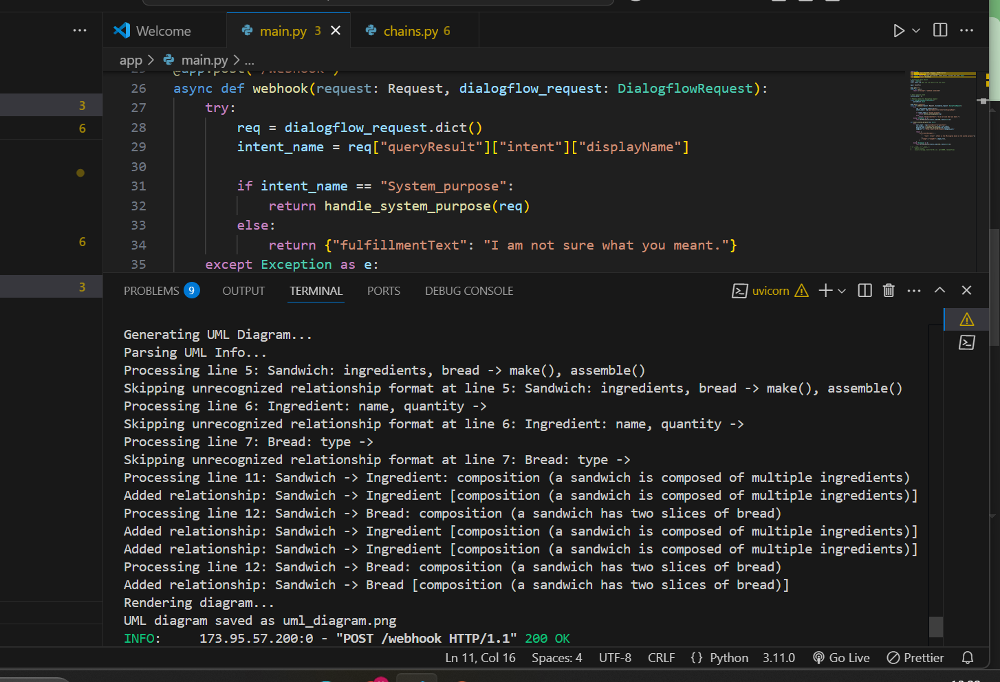 Welcome
main.py 3
chains.py 6
app > main.py > ...
25 @app.post("/webhook")
26 async def webhook(request: Request, dialogflow_request: DialogflowRequest):
3
27 try:
6
28 req = dialogflow_request.dict()
29 intent_name = req["queryResult"]["intent"]["displayName"]
30
31 if intent_name == "System_purpose":
32 return handle_system_purpose(req)
33 else:
6
34 return {"fulfillmentText": "I am not sure what you meant."}
35 except Exception as e:
3
PROBLEMS 9 OUTPUT TERMINAL PORTS DEBUG CONSOLE
uvicorn
Generating UML Diagram...
Parsing UML Info...
Processing line 5: Sandwich: ingredients, bread -> make(), assemble()
Skipping unrecognized relationship format at line 5: Sandwich: ingredients, bread -> make(), assemble()
Processing line 6: Ingredient: name, quantity ->
Skipping unrecognized relationship format at line 6: Ingredient: name, quantity ->
Processing line 7: Bread: type ->
Skipping unrecognized relationship format at line 7: Bread: type ->
Processing line 11: Sandwich -> Ingredient: composition (a sandwich is composed of multiple ingredients)
Added relationship: Sandwich -> Ingredient [composition (a sandwich is composed of multiple ingredients)]
Processing line 12: Sandwich -> Bread: composition (a sandwich has two slices of bread)
Added relationship: Sandwich -> Ingredient [composition (a sandwich is composed of multiple ingredients)]
Added relationship: Sandwich -> Ingredient [composition (a sandwich is composed of multiple ingredients)]
Processing line 12: Sandwich -> Bread: composition (a sandwich has two slices of bread)
Added relationship: Sandwich -> Bread [composition (a sandwich has two slices of bread)]
Rendering diagram...
UML diagram saved as uml_diagram.png
INFO: 173.95.57.200:0 - "POST /webhook HTTP/1.1" 200 OK
Ln 11, Col 16 Spaces: 4 UTF-8 CRLF {} Python 3.11.0 Go Live Prettier